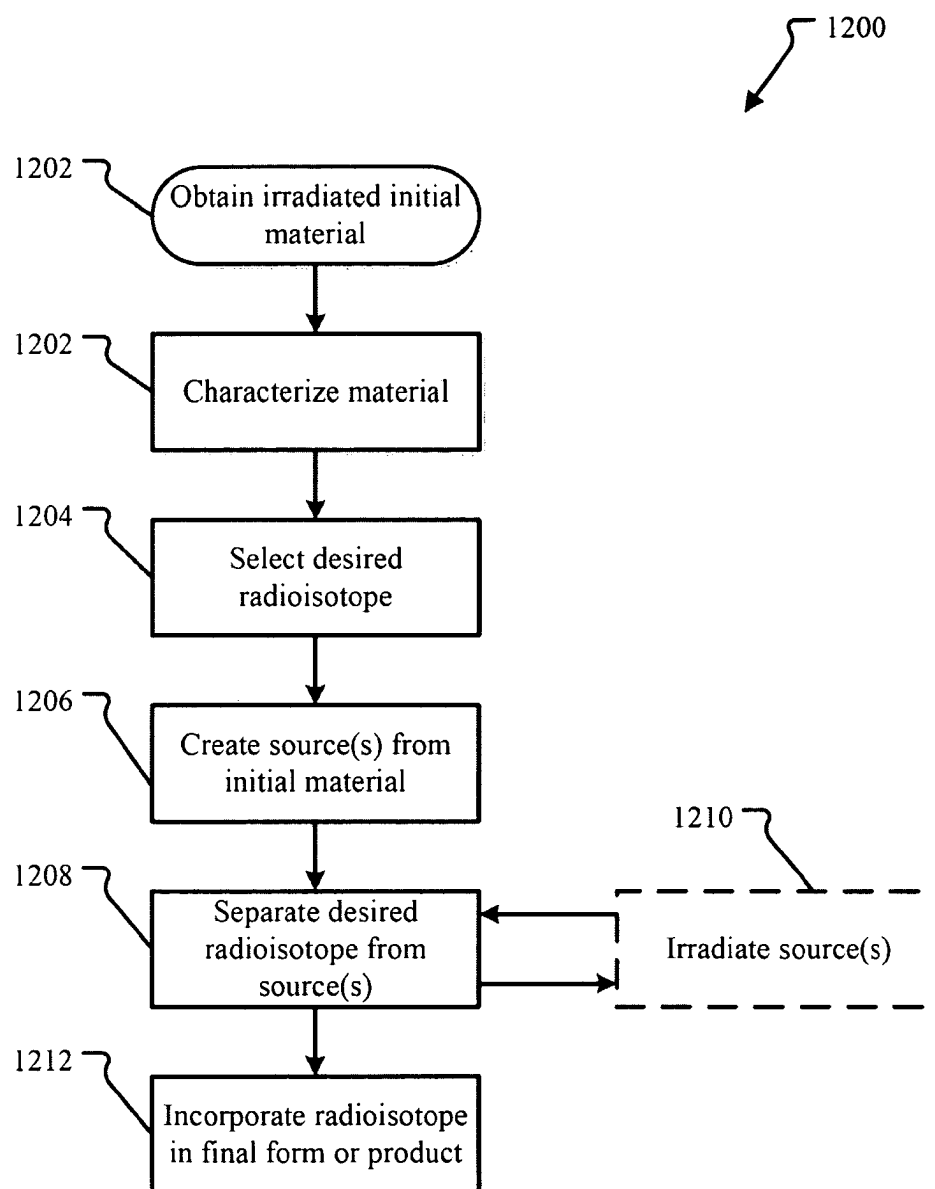 1200
1202
Obtain irradiated initial
material
1202
Characterize material
1204
Select desired
radioisotope
1206
Create source(s) from
initial material
1210
1208
Separate desired
radioisotope from
source(s)
Irradiate source(s)
1212
Incorporate radioisotope
in final form or product